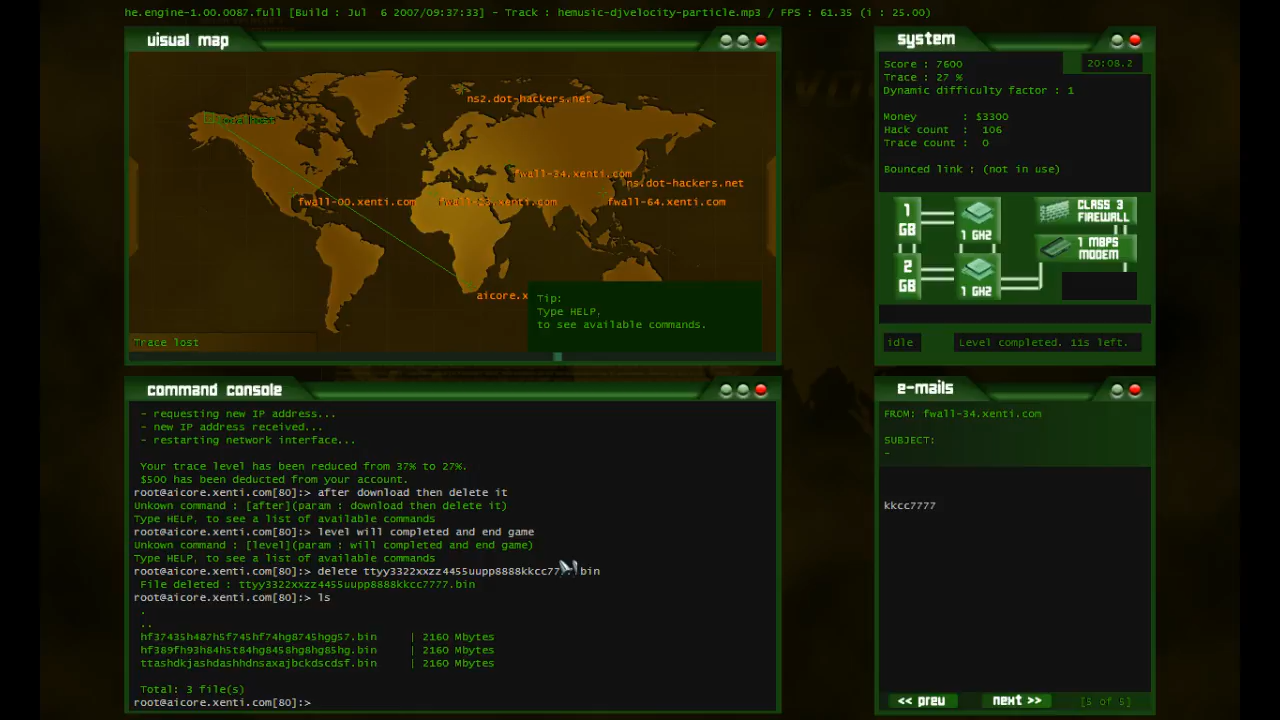 he.engine-1.00.0087.full [Build : Jul  6 2007/09:37:33] - Track : hemusic-djvelocity-particle.mp3 / FPS : 61.35 (i : 25.00)
visual map
ns2.dot-hackers.net
fwall-34.xenti.com
ns.dot-hackers.net
fwall-00.xenti.com
fwall-64.xenti.com
aicore.x
Tip:
Type HELP,
to see available commands.
Trace lost
system
Score : 7600
20:08.2
Trace : 27 %
Dynamic difficulty factor : 1
Money      : $3300
Hack count  :  106
Trace count :  0
Bounced link : (not in use)
1 GB
1 GHZ
CLASS 3 FIREWALL
1 MBPS MODEM
2 GB
1 GHZ
idle
Level completed. 11s left.
command console
- requesting new IP address...
- new IP address received...
- restarting network interface...
Your trace level has been reduced from 37% to 27%.
$500 has been deducted from your account.
root@aicore.xenti.com[80]:> after download then delete it
Unkown command : [after](param : download then delete it)
Type HELP, to see a list of available commands
root@aicore.xenti.com[80]:> level will completed and end game
Unkown command : [level](param : will completed and end game)
Type HELP, to see a list of available commands
root@aicore.xenti.com[80]:> delete ttyy3322xxzz4455uupp8888kkcc7777.bin
File deleted : ttyy3322xxzz4455uupp8888kkcc7777.bin
root@aicore.xenti.com[80]:> ls
.
..
hf37435h487h5f745hf74hg8745hgg57.bin     | 2160 Mbytes
hf389fh93h84h5t84hg8458hg8hg85hg.bin     | 2160 Mbytes
ttashdkjashdashhdnsaxajbckdscdsf.bin     | 2160 Mbytes
Total: 3 file(s)
root@aicore.xenti.com[80]:>
e-mails
FROM: fwall-34.xenti.com
SUBJECT:
-
kkcc7777
<< prev
next >>
[5 of 5]